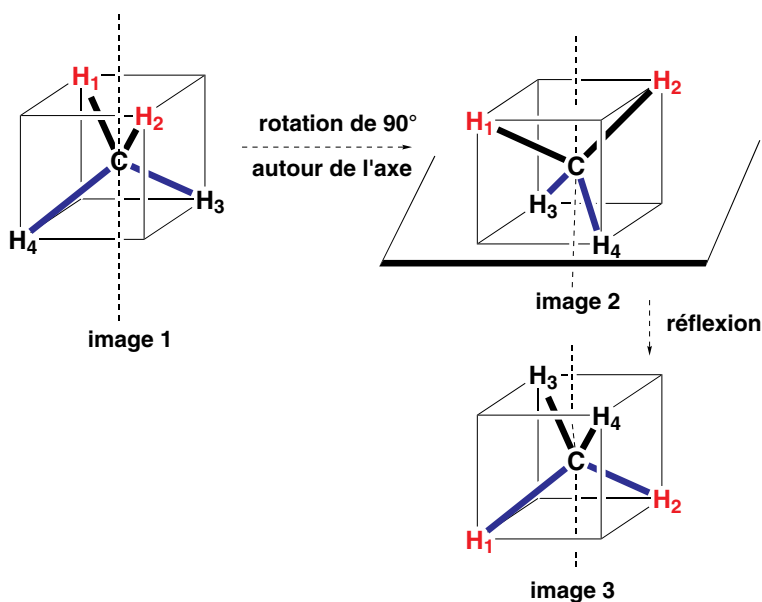 H1
H2
C
H3
H4
image 1
rotation de 90°
autour de l'axe
H2
H1
C
H3
H4
image 2
réflexion
H3
H4
C
H2
H1
image 3